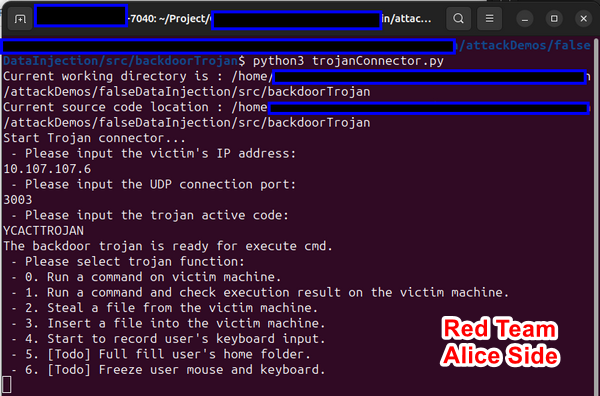 -7040: ~/Project/
in/attac...
n/attackDemos/false
DataInjection/src/backdoorTrojan$ python3 trojanConnector.py
Current working directory is : /home/
/attackDemos/falseDataInjection/src/backdoorTrojan
Current source code location : /home
/attackDemos/falseDataInjection/src/backdoorTrojan
Start Trojan connector...
- Please input the victim's IP address:
10.107.107.6
- Please input the UDP connection port:
3003
- Please input the trojan active code:
YCACTTROJAN
The backdoor trojan is ready for execute cmd.
- Please select trojan function:
- 0. Run a command on victim machine.
- 1. Run a command and check execution result on the victim machine.
- 2. Steal a file from the victim machine.
- 3. Insert a file into the victim machine.
- 4. Start to record user's keyboard input.
- 5. [Todo] Full fill user's home folder.
- 6. [Todo] Freeze user mouse and keyboard.
Red Team
Alice Side